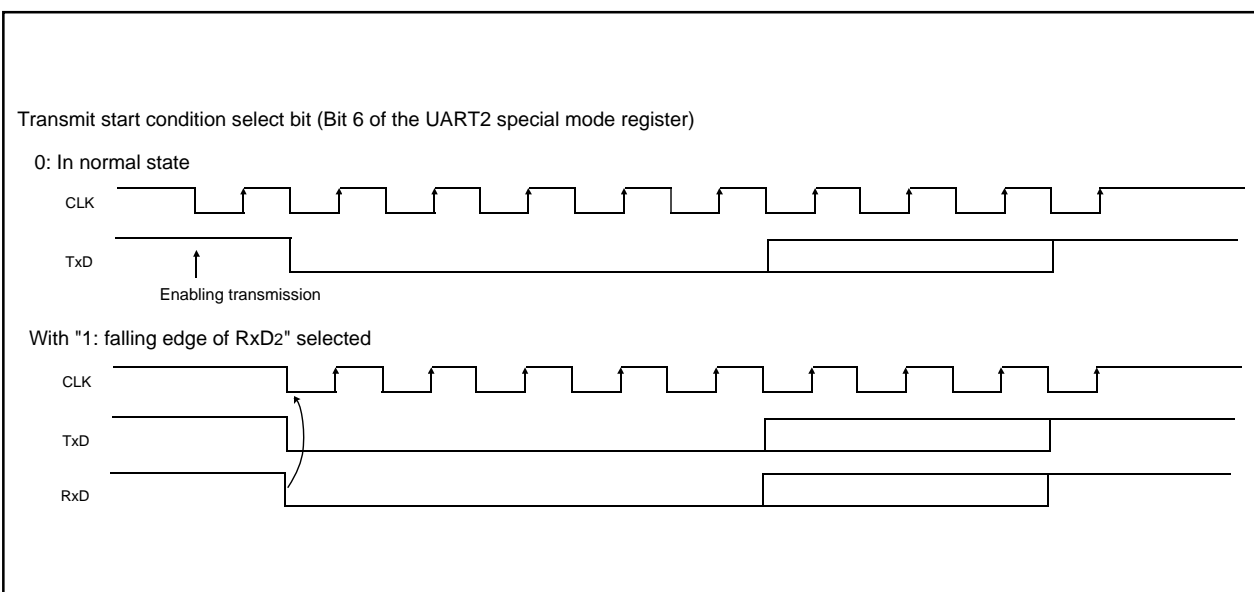 Transmit start condition select bit (Bit 6 of the UART2 special mode register)
0: In normal state
CLK
TxD
Enabling transmission
With "1: falling edge of RxD2" selected
CLK
TxD
RxD